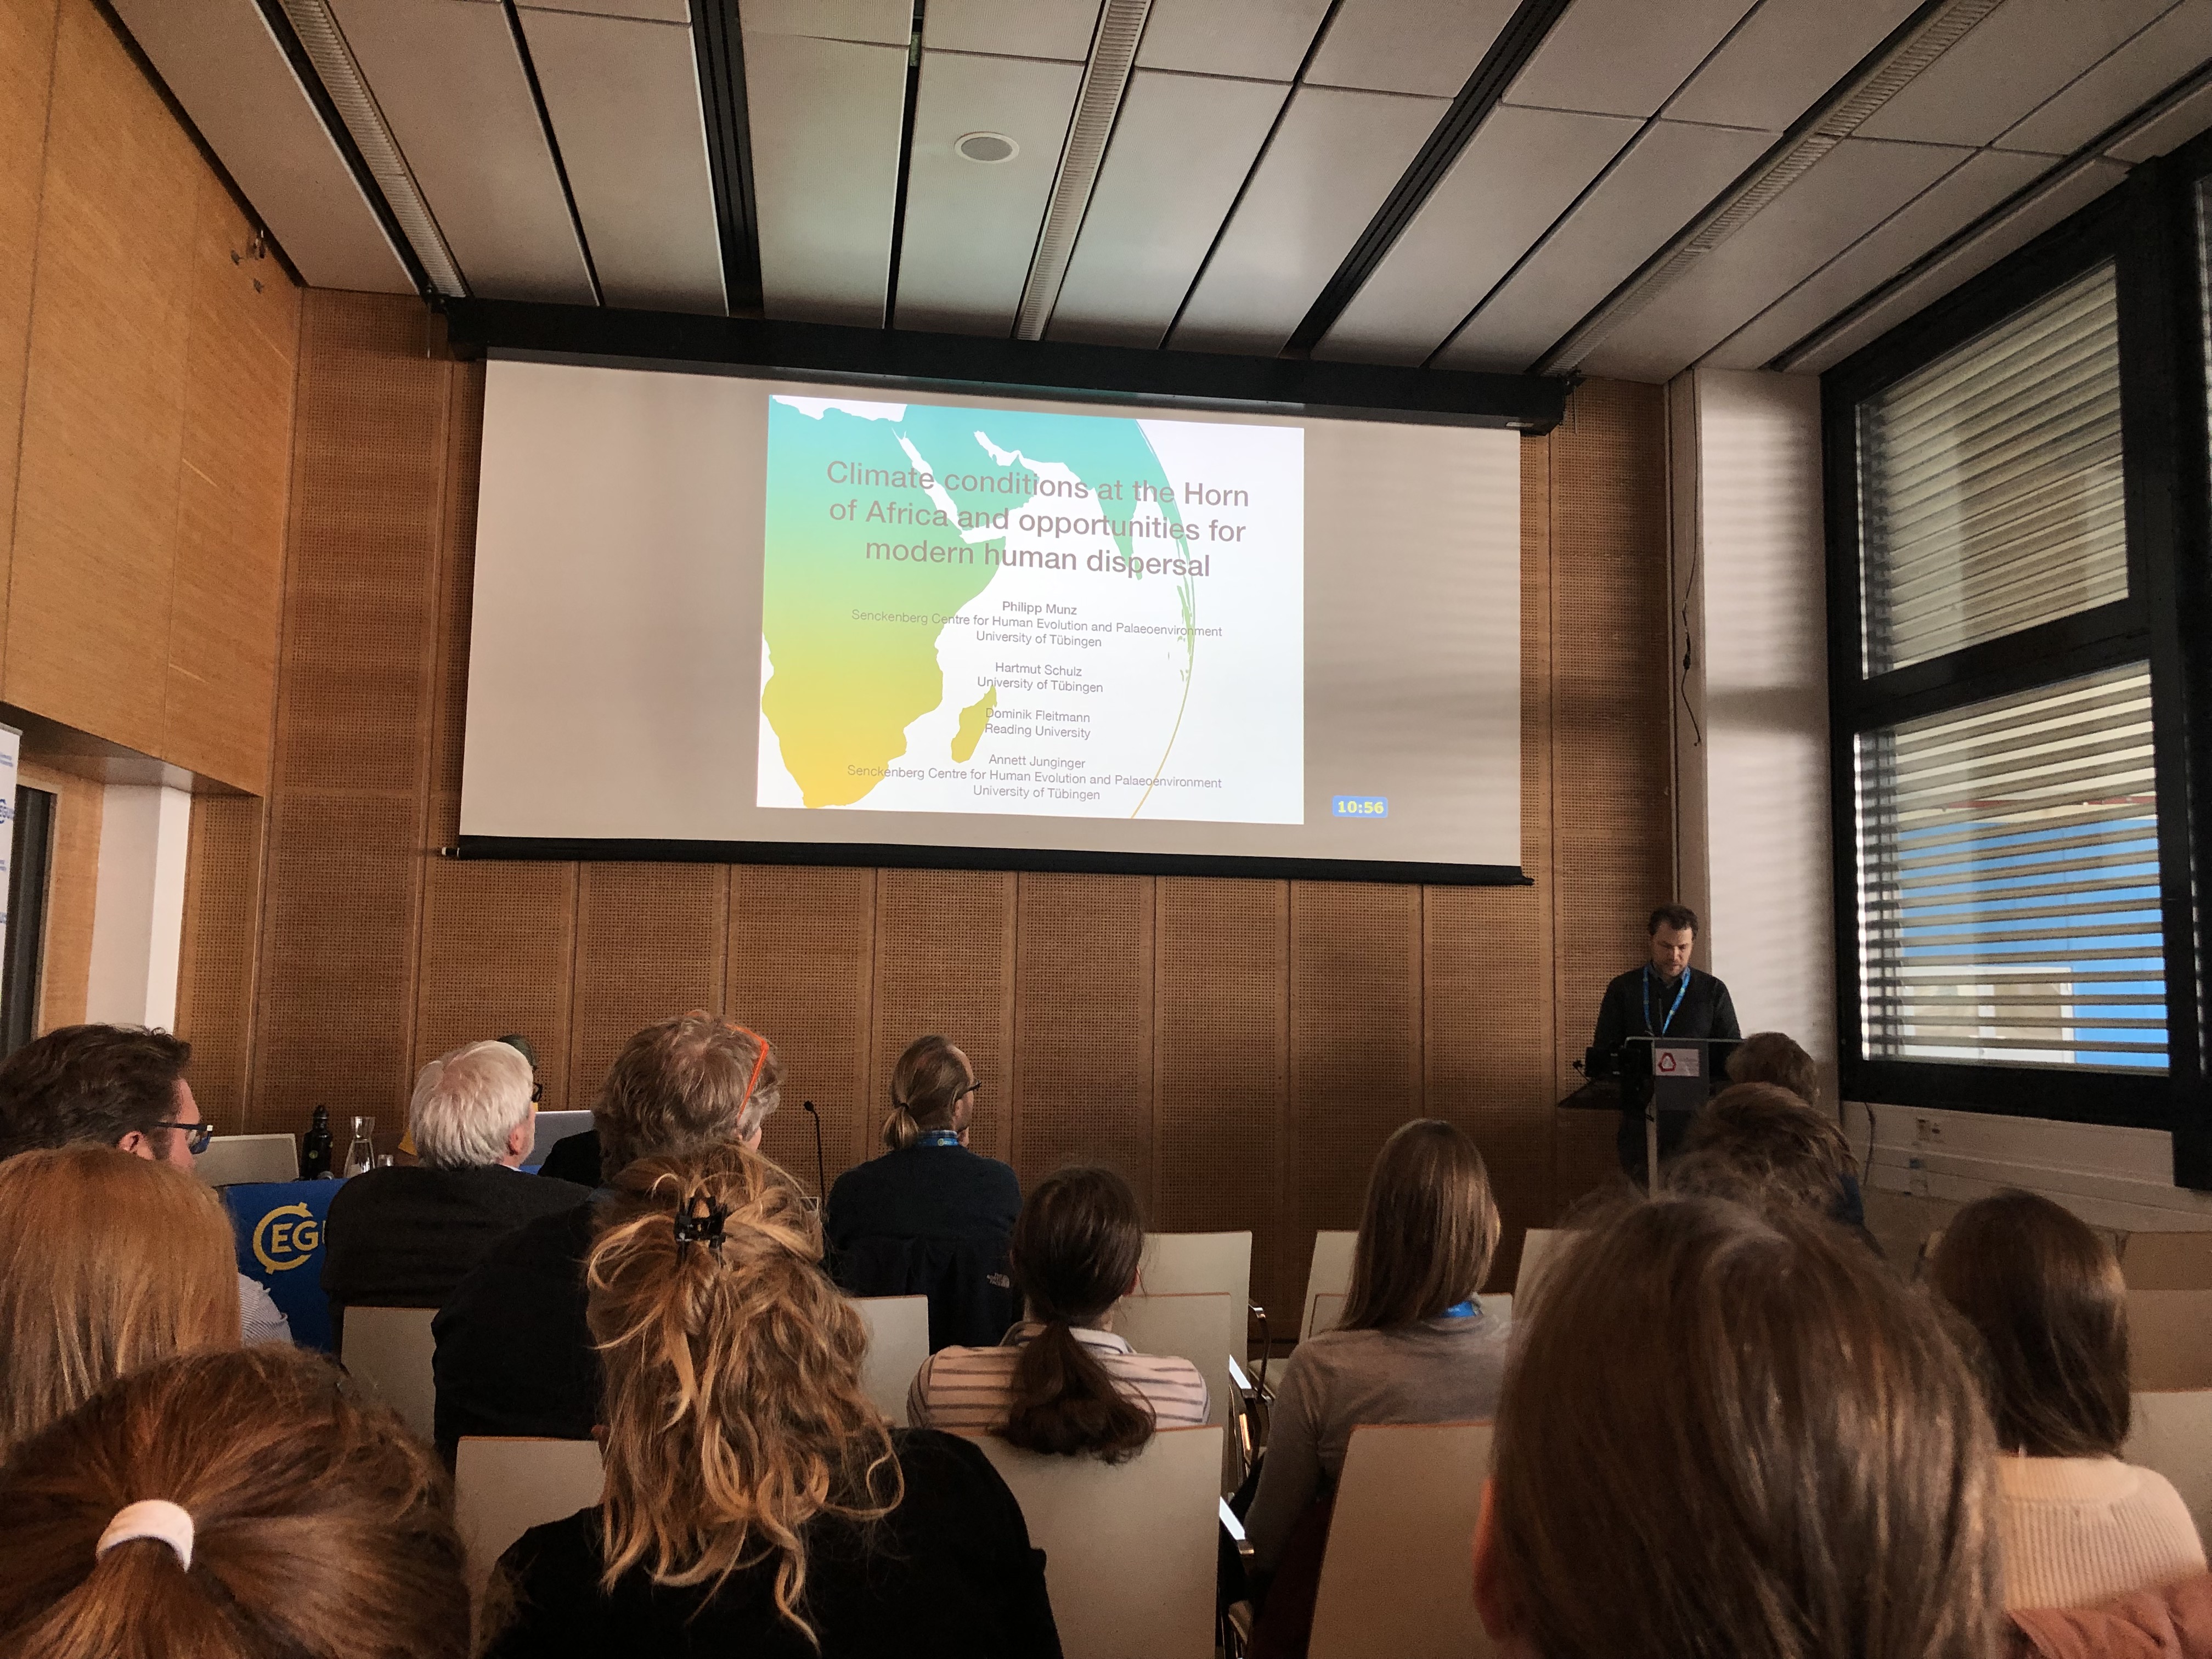 Climate conditions at the Horn
of Africa and opportunities for
modern human dispersal
Philipp Munz
Senckenberg Centre for Human Evolution and Palaeoenvironment
University of Tübingen
Hartmut Schulz
University of Tübingen
Dominik Fleitmann
Reading University
Annett Junginger
Senckenberg Centre for Human Evolution and Palaeoenvironment
University of Tübingen
10:56
EG